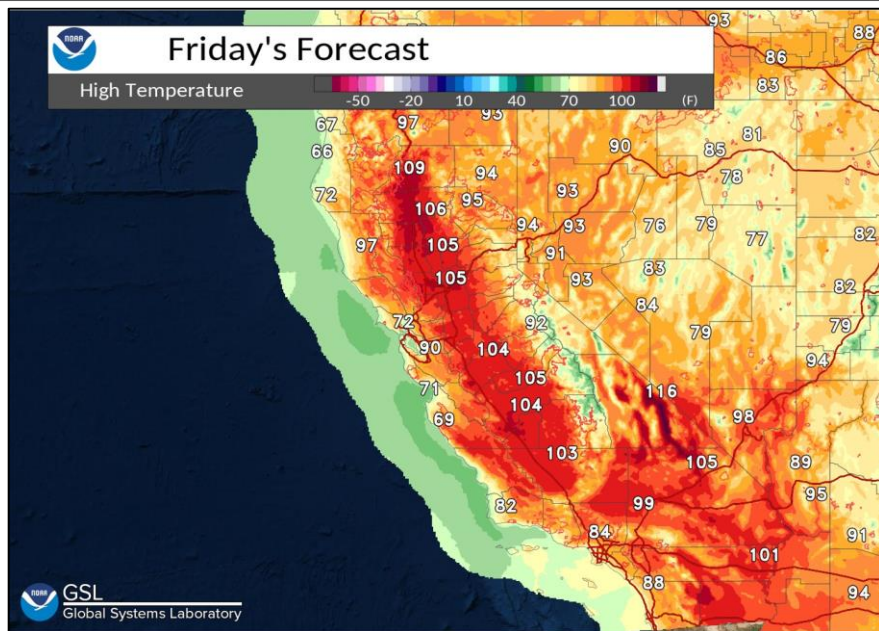 NOAA
Friday's Forecast
High Temperature
-50 -20 10 40 70 100 (F)
93
88
86
83
67 97 93
66
81
90 85
109 94 78
72 95 93
106
94 93 76 79 77 82
97 105 91
105 93 83
82
84
72 92 79 79
90 104
94
71 105 116
104
69 98
103 105 89
95
82 99
84 91
101
88 94
NOAA
GSL
Global Systems Laboratory